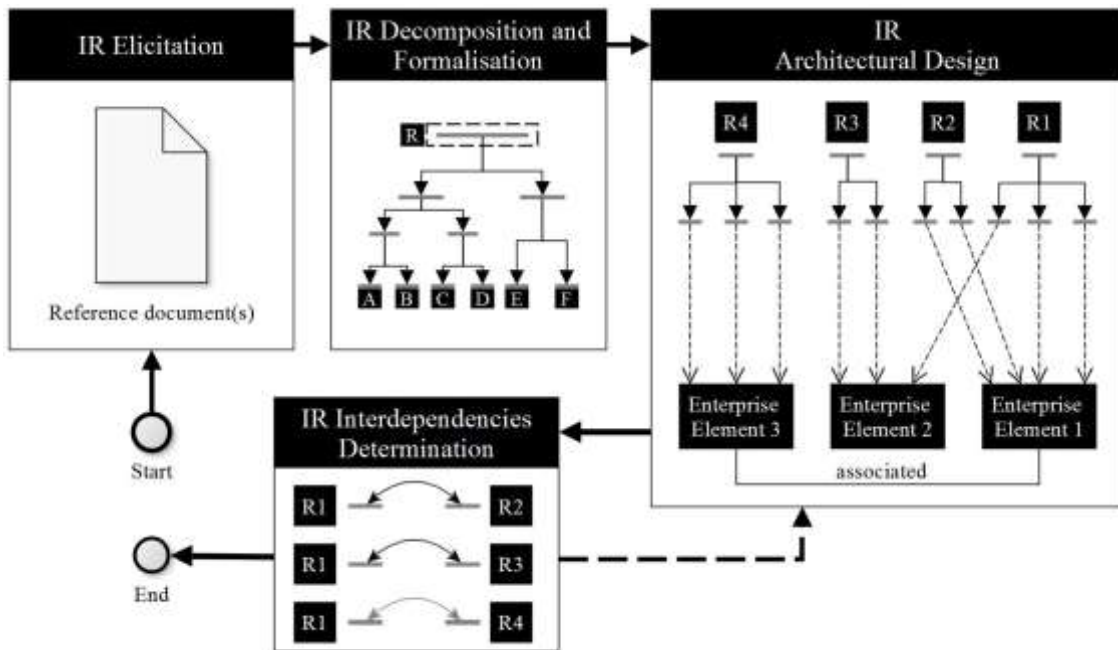 IR Elicitation
Reference document(s)
Start
End
IR Decomposition and
Formalisation
R
A B C D E F
IR
Architectural Design
R4 R3 R2 R1
Enterprise
Element 3
Enterprise
Element 2
Enterprise
Element 1
associated
IR Interdependencies
Determination
R1 R2
R1 R3
R1 R4